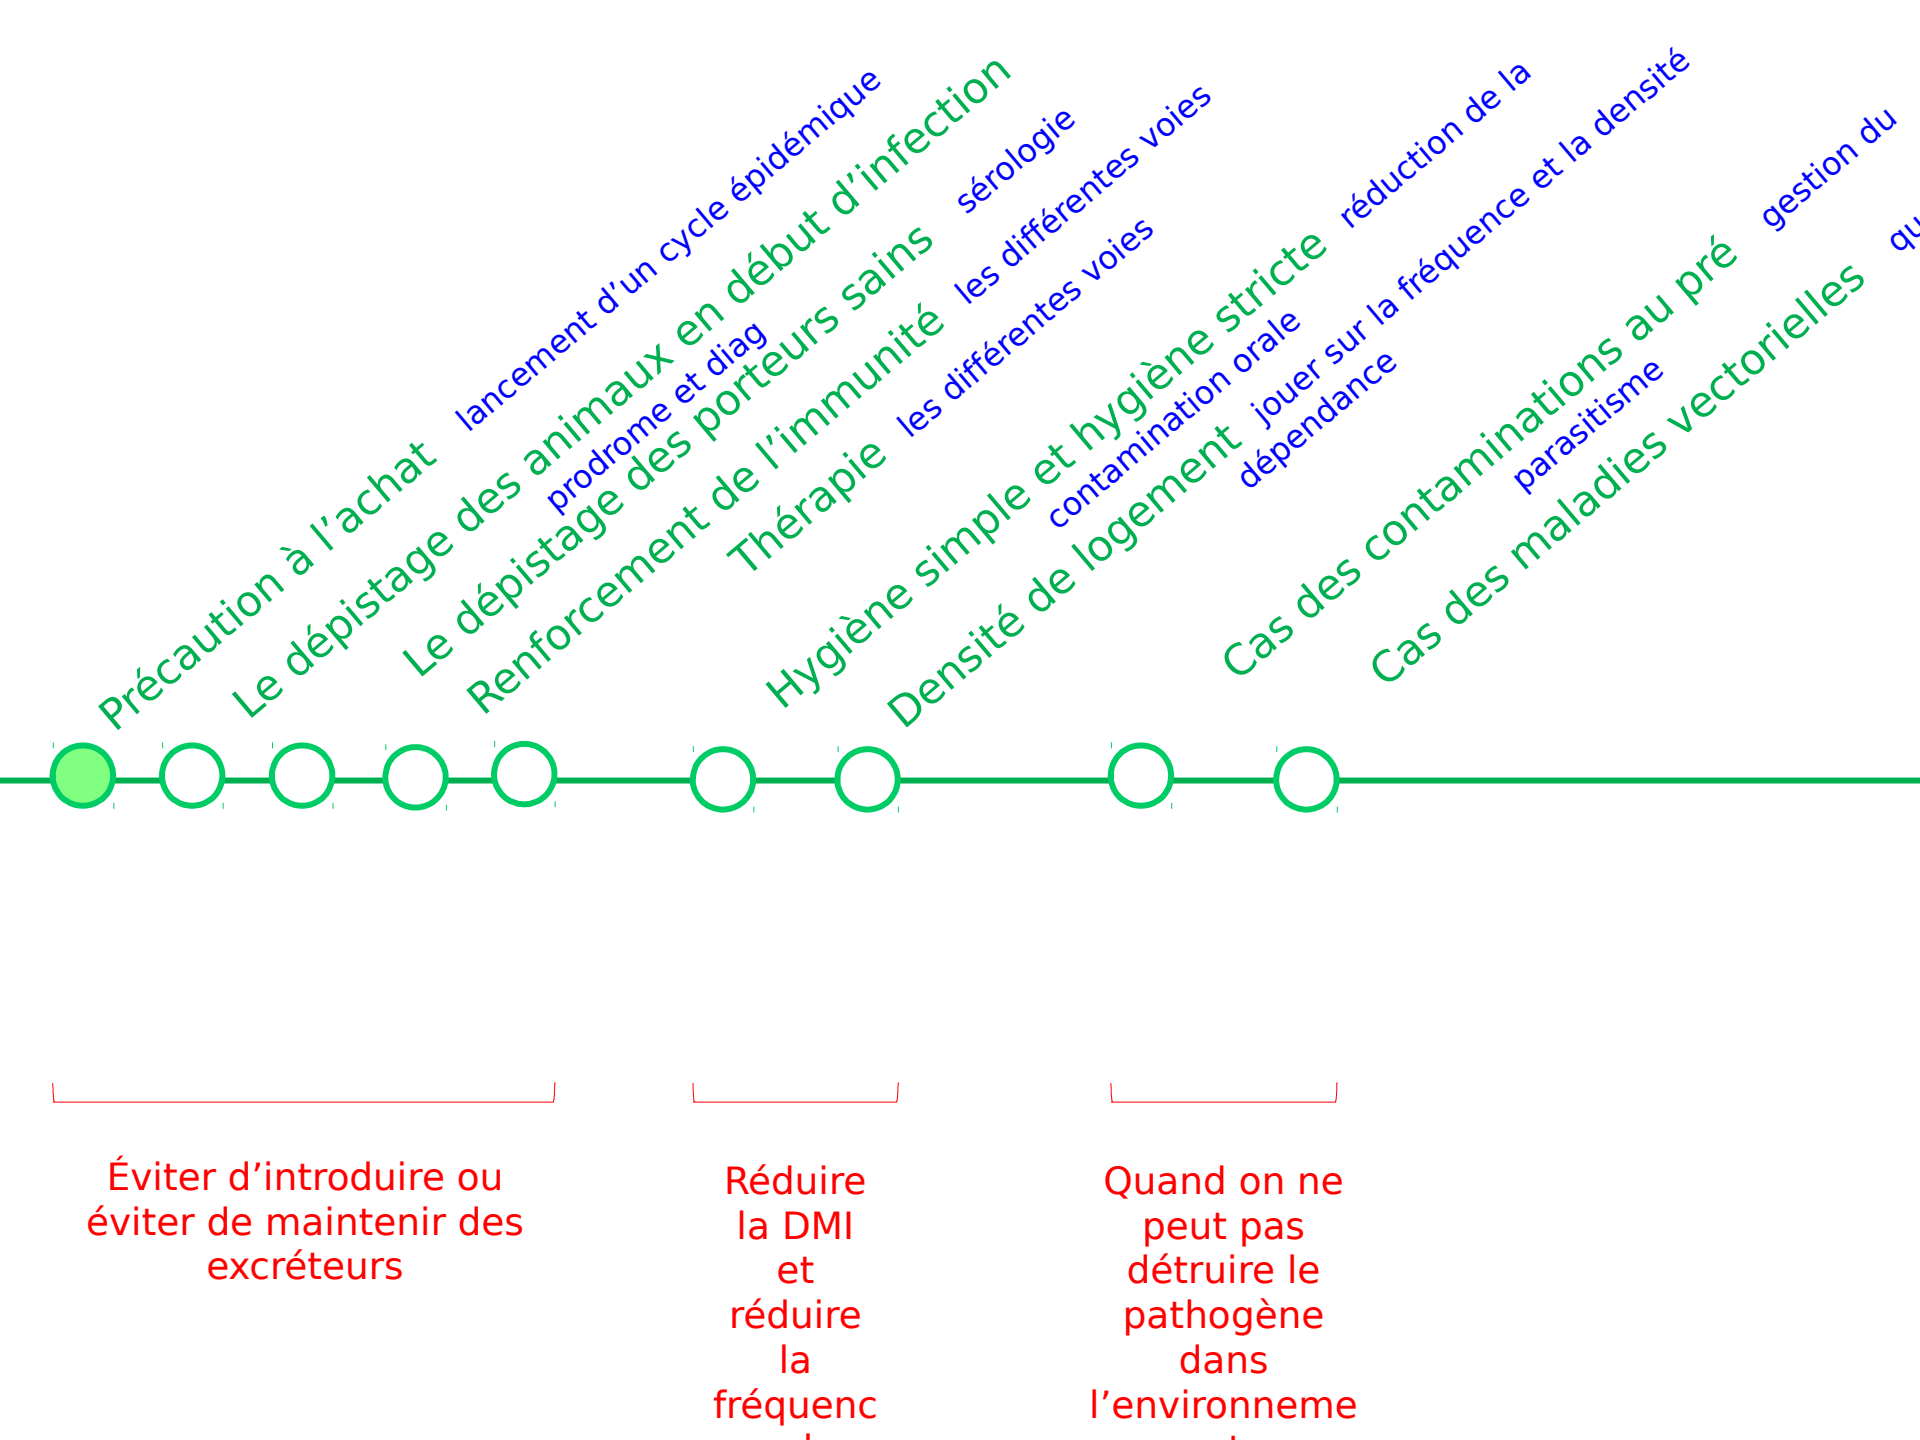 Précaution à l’achat lancement d’un cycle épidémique
Le dépistage des animaux en début d’infection
prodrome et diag
Le dépistage des porteurs sains sérologie
Renforcement de l’immunité les différentes voies
Thérapie les différentes voies
Hygiène simple et hygiène stricte réduction de la
contamination orale
Densité de logement jouer sur la fréquence et la densité
dépendance
Cas des contaminations au pré gestion du
parasitisme
Cas des maladies vectorielles
Éviter d’introduire ou
éviter de maintenir des
excréteurs
Réduire
la DMI
et
réduire
la
fréquenc
Quand on ne
peut pas
détruire le
pathogène
dans
l’environneme